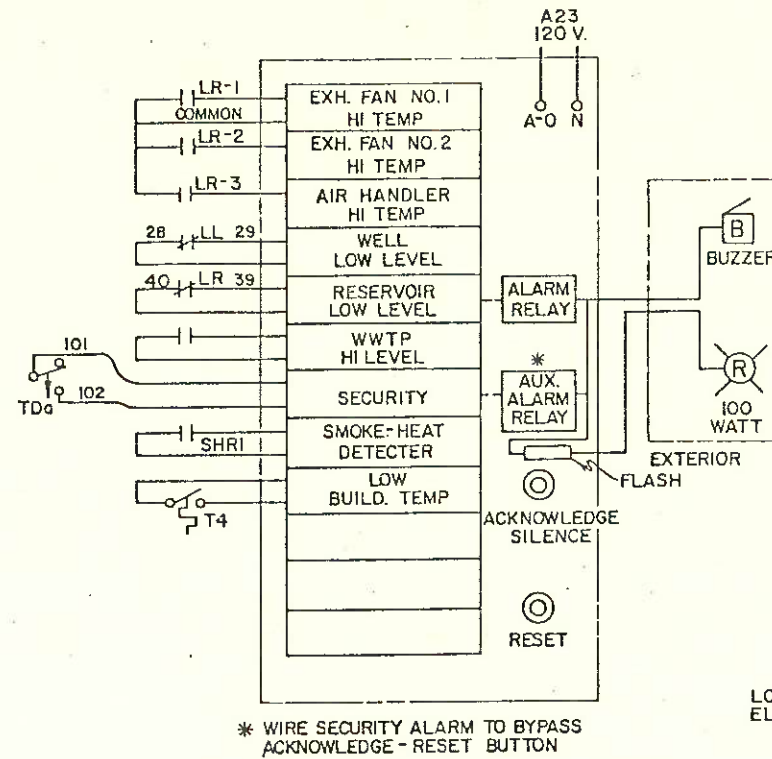 A23
120 V.
A-O N
LR-1
COMMON
LR-2
LR-3
28 LL 29
40 LR 39
101
102
TDa
SHR1
T4
EXH. FAN NO. 1
HI TEMP
EXH. FAN NO. 2
HI TEMP
AIR HANDLER
HI TEMP
WELL
LOW LEVEL
RESERVOIR
LOW LEVEL
WWTP
HI LEVEL
SECURITY
SMOKE-HEAT
DETECTER
LOW
BUILD. TEMP
ALARM
RELAY
*
AUX.
ALARM
RELAY
FLASH
ACKNOWLEDGE
SILENCE
RESET
B
BUZZER
R
100
WATT
EXTERIOR
* WIRE SECURITY ALARM TO BYPASS
ACKNOWLEDGE - RESET BUTTON